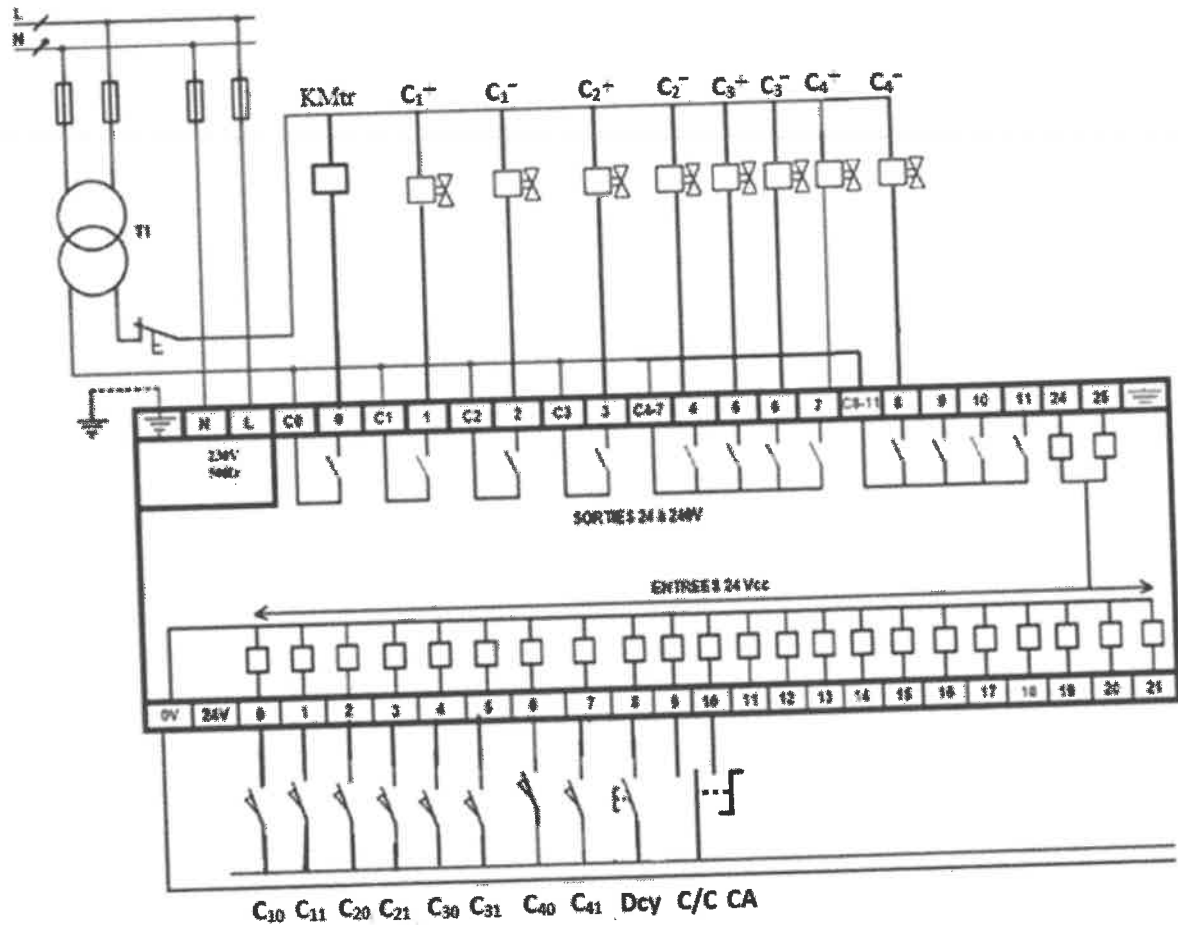 L
N
KMtr C₁⁺ C₁⁻ C₂⁺ C₂⁻ C₃⁺ C₃⁻ C₄⁺ C₄⁻
T1
N L C0 0 C1 1 C2 2 C3 3 C4-7 4 5 6 7 C8-11 8 9 10 11 24 25
230V
50Hz
SORTIES 24 à 240V
ENTREES 24 Vcc
0V 24V 0 1 2 3 4 5 6 7 8 9 10 11 12 13 14 15 16 17 18 19 20 21
C₁₀ C₁₁ C₂₀ C₂₁ C₃₀ C₃₁ C₄₀ C₄₁ Dcy C/C CA